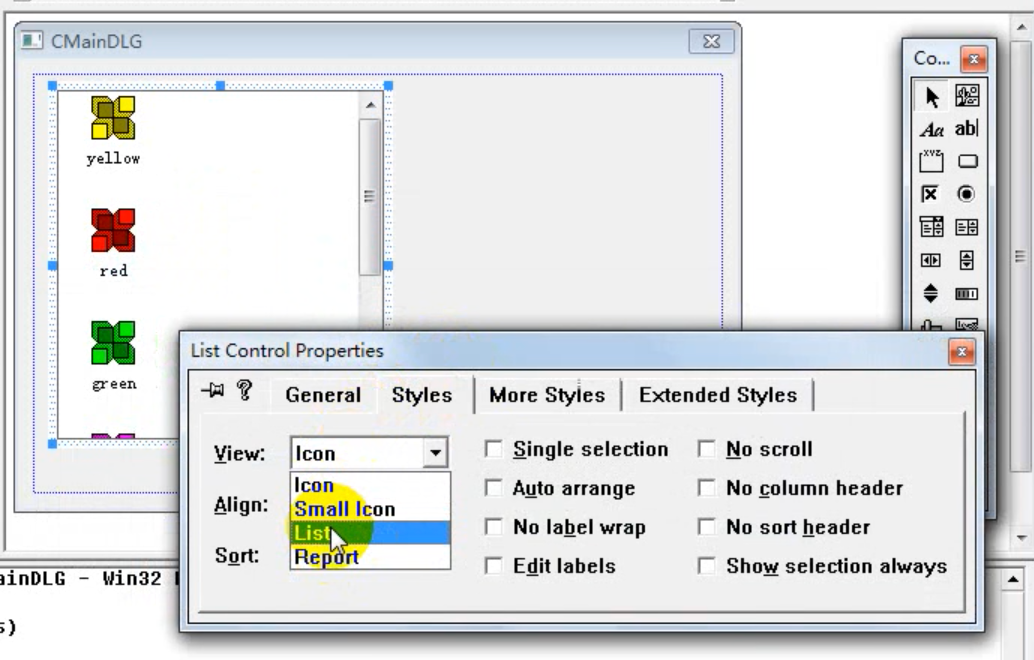 CMainDLG
Co...
Aa ab|
xyz
yellow
red
green
List Control Properties
? General Styles More Styles Extended Styles
View: Icon
Icon
Small Icon
List
Report
Align:
Sort:
Single selection
No scroll
Auto arrange
No column header
No label wrap
No sort header
Edit labels
Show selection always
ainDLG - Win32
s)